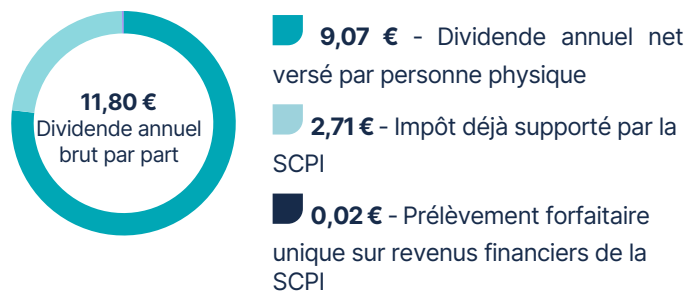 11,80 €
Dividende annuel
brut par part
9,07 € - Dividende annuel net
versé par personne physique
2,71 € - Impôt déjà supporté par la
SCPI
0,02 € - Prélèvement forfaitaire
unique sur revenus financiers de la
SCPI